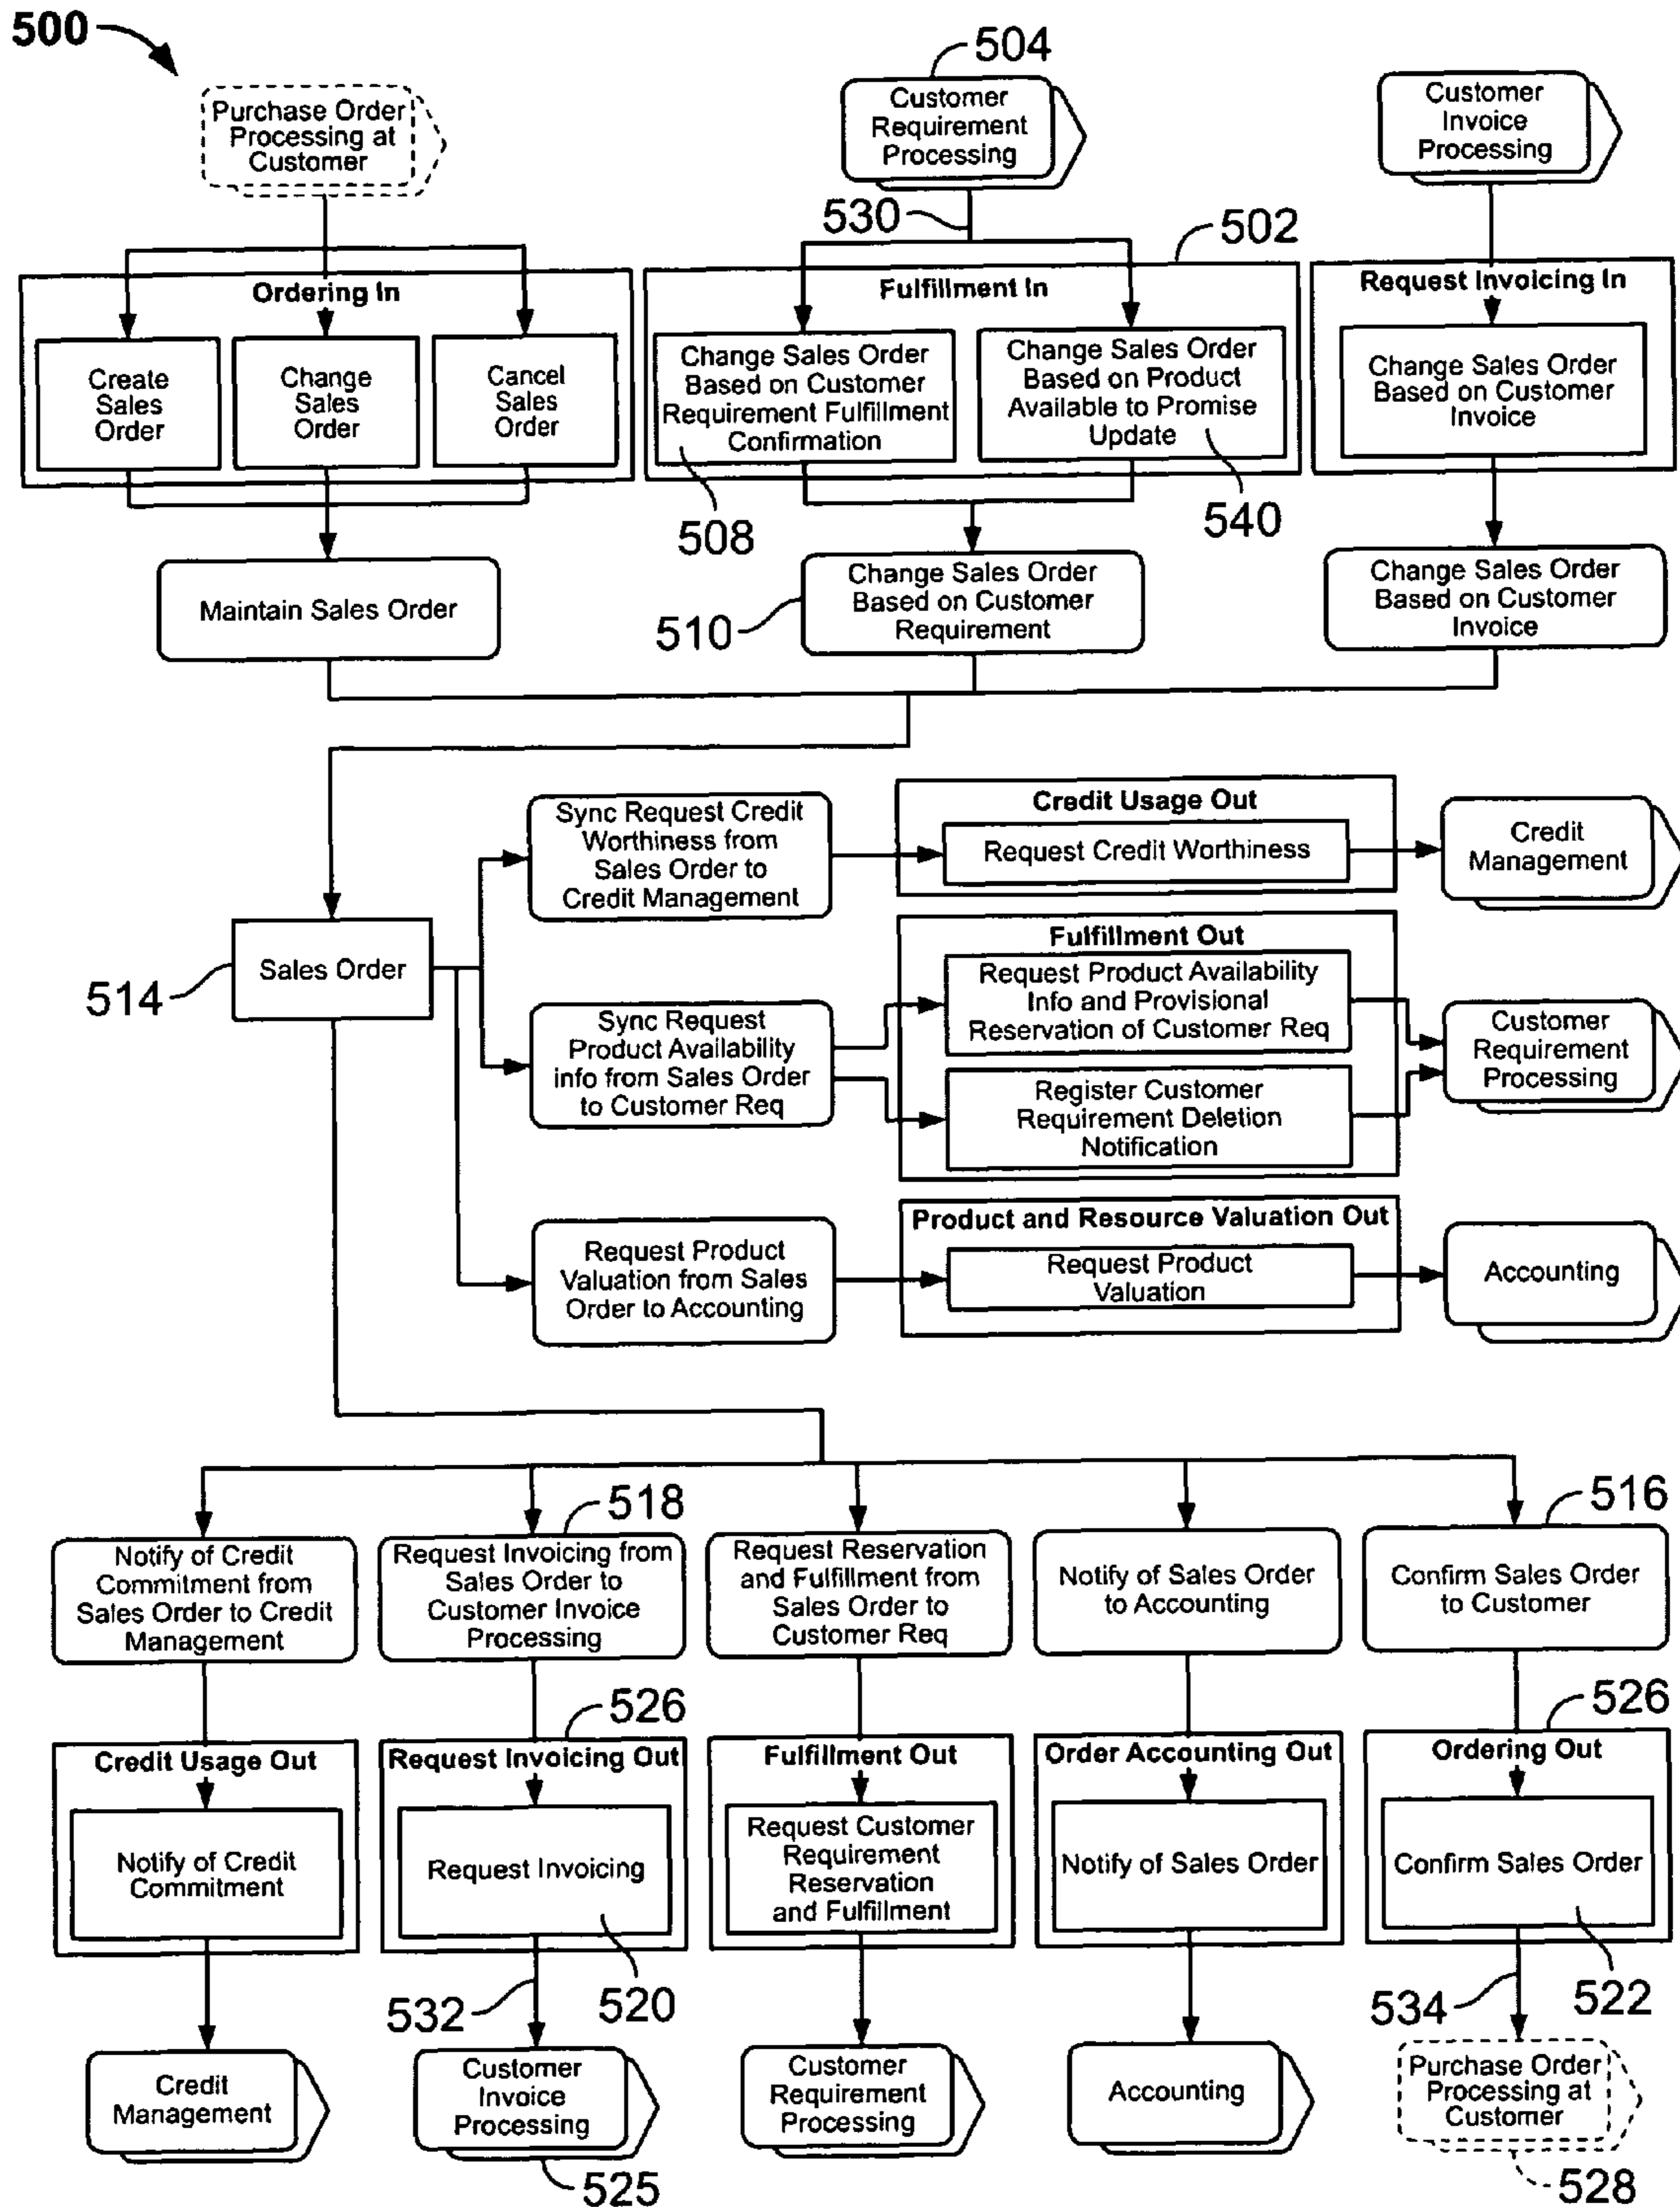 500
504
Purchase Order
Processing at
Customer
Customer
Requirement
Processing
Customer
Invoice
Processing
530
502
Ordering In
Create
Sales
Order
Change
Sales
Order
Cancel
Sales
Order
Fulfillment In
Change Sales Order
Based on Customer
Requirement Fulfillment
Confirmation
Change Sales Order
Based on Product
Available to Promise
Update
Request Invoicing In
Change Sales Order
Based on Customer
Invoice
508
540
Maintain Sales Order
510
Change Sales Order
Based on Customer
Requirement
Change Sales Order
Based on Customer
Invoice
Sync Request Credit
Worthiness from
Sales Order to
Credit Management
Credit Usage Out
Request Credit Worthiness
Credit
Management
514
Sales Order
Sync Request
Product Availability
info from Sales Order
to Customer Req
Fulfillment Out
Request Product Availability
Info and Provisional
Reservation of Customer Req
Register Customer
Requirement Deletion
Notification
Customer
Requirement
Processing
Request Product
Valuation from Sales
Order to Accounting
Product and Resource Valuation Out
Request Product
Valuation
Accounting
518
516
Notify of Credit
Commitment from
Sales Order to Credit
Management
Request Invoicing from
Sales Order to
Customer Invoice
Processing
Request Reservation
and Fulfillment from
Sales Order to
Customer Req
Notify of Sales Order
to Accounting
Confirm Sales Order
to Customer
526
526
Credit Usage Out
Notify of Credit
Commitment
Request Invoicing Out
Request Invoicing
Fulfillment Out
Request Customer
Requirement
Reservation
and Fulfillment
Order Accounting Out
Notify of Sales Order
Ordering Out
Confirm Sales Order
532
520
534
522
Credit
Management
Customer
Invoice
Processing
Customer
Requirement
Processing
Accounting
Purchase Order
Processing at
Customer
525
528